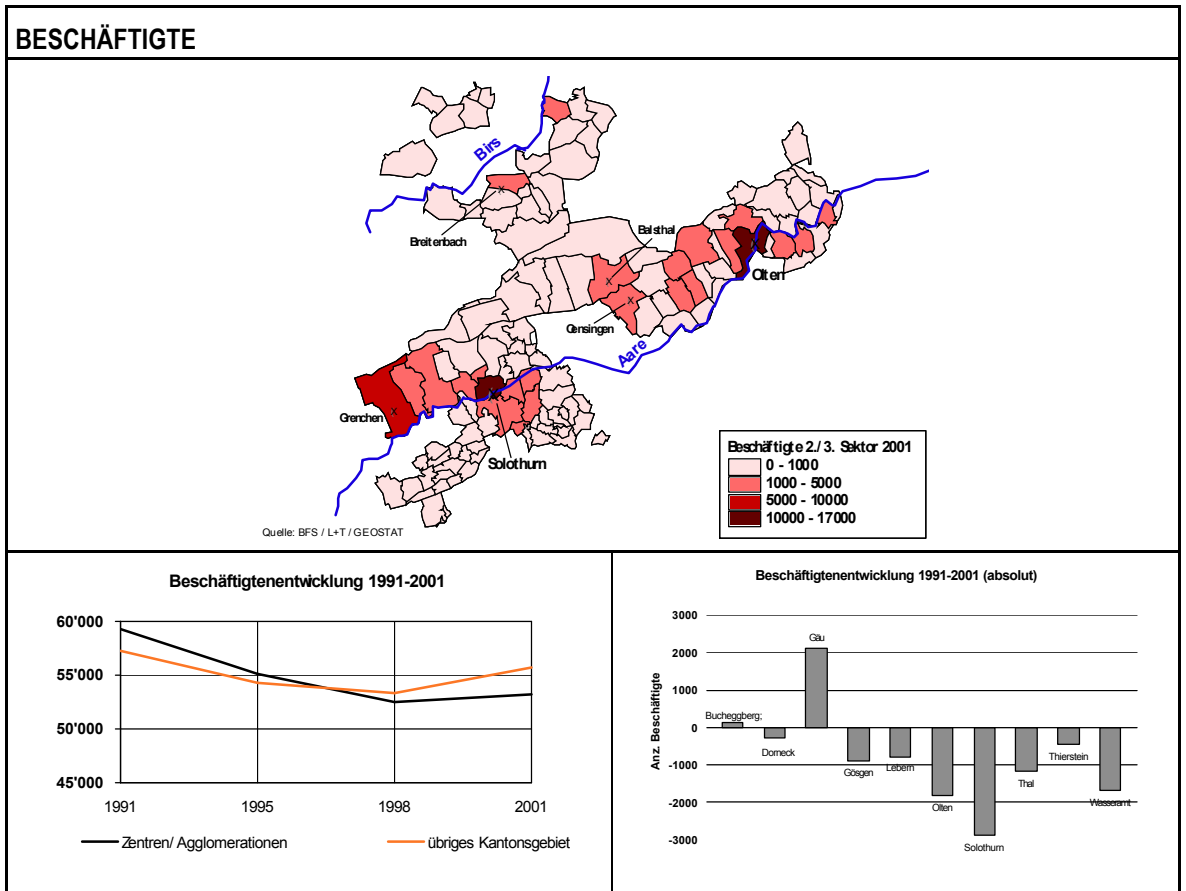 BESCHÄFTIGTE
Birs
Breitenbach
Balsthal
Olten
Oensingen
Aare
Grenchen
Solothurn
Beschäftigte 2./ 3. Sektor 2001
0 - 1000
1000 - 5000
5000 - 10000
10000 - 17000
Quelle: BFS / L+T / GEOSTAT
Beschäftigtenentwicklung 1991-2001
60'000
55'000
50'000
45'000
1991 1995 1998 2001
Zentren/ Agglomerationen übriges Kantonsgebiet
Beschäftigtenentwicklung 1991-2001 (absolut)
Anz. Beschäftigte
3000
2000
1000
0
-1000
-2000
-3000
Bucheggberg;
Dorneck
Gäu
Gösgen
Lebern
Olten
Solothurn
Thal
Thierstein
Wasseramt